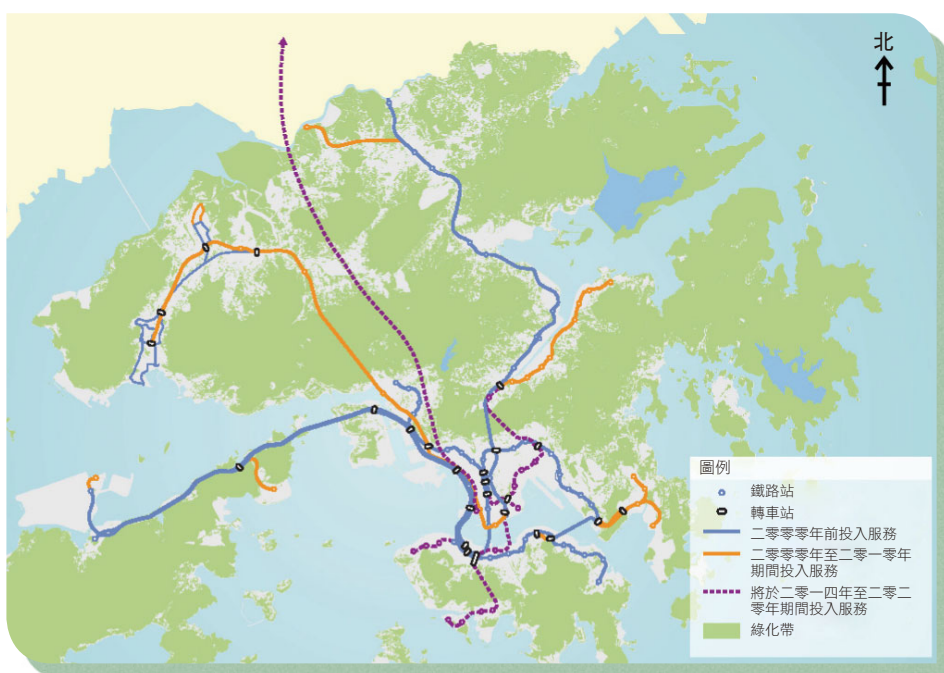 北
圖例
鐵路站
轉車站
二零零零年前投入服務
二零零零年至二零一零年
期間投入服務
將於二零一四年至二零二
零年期間投入服務
綠化帶